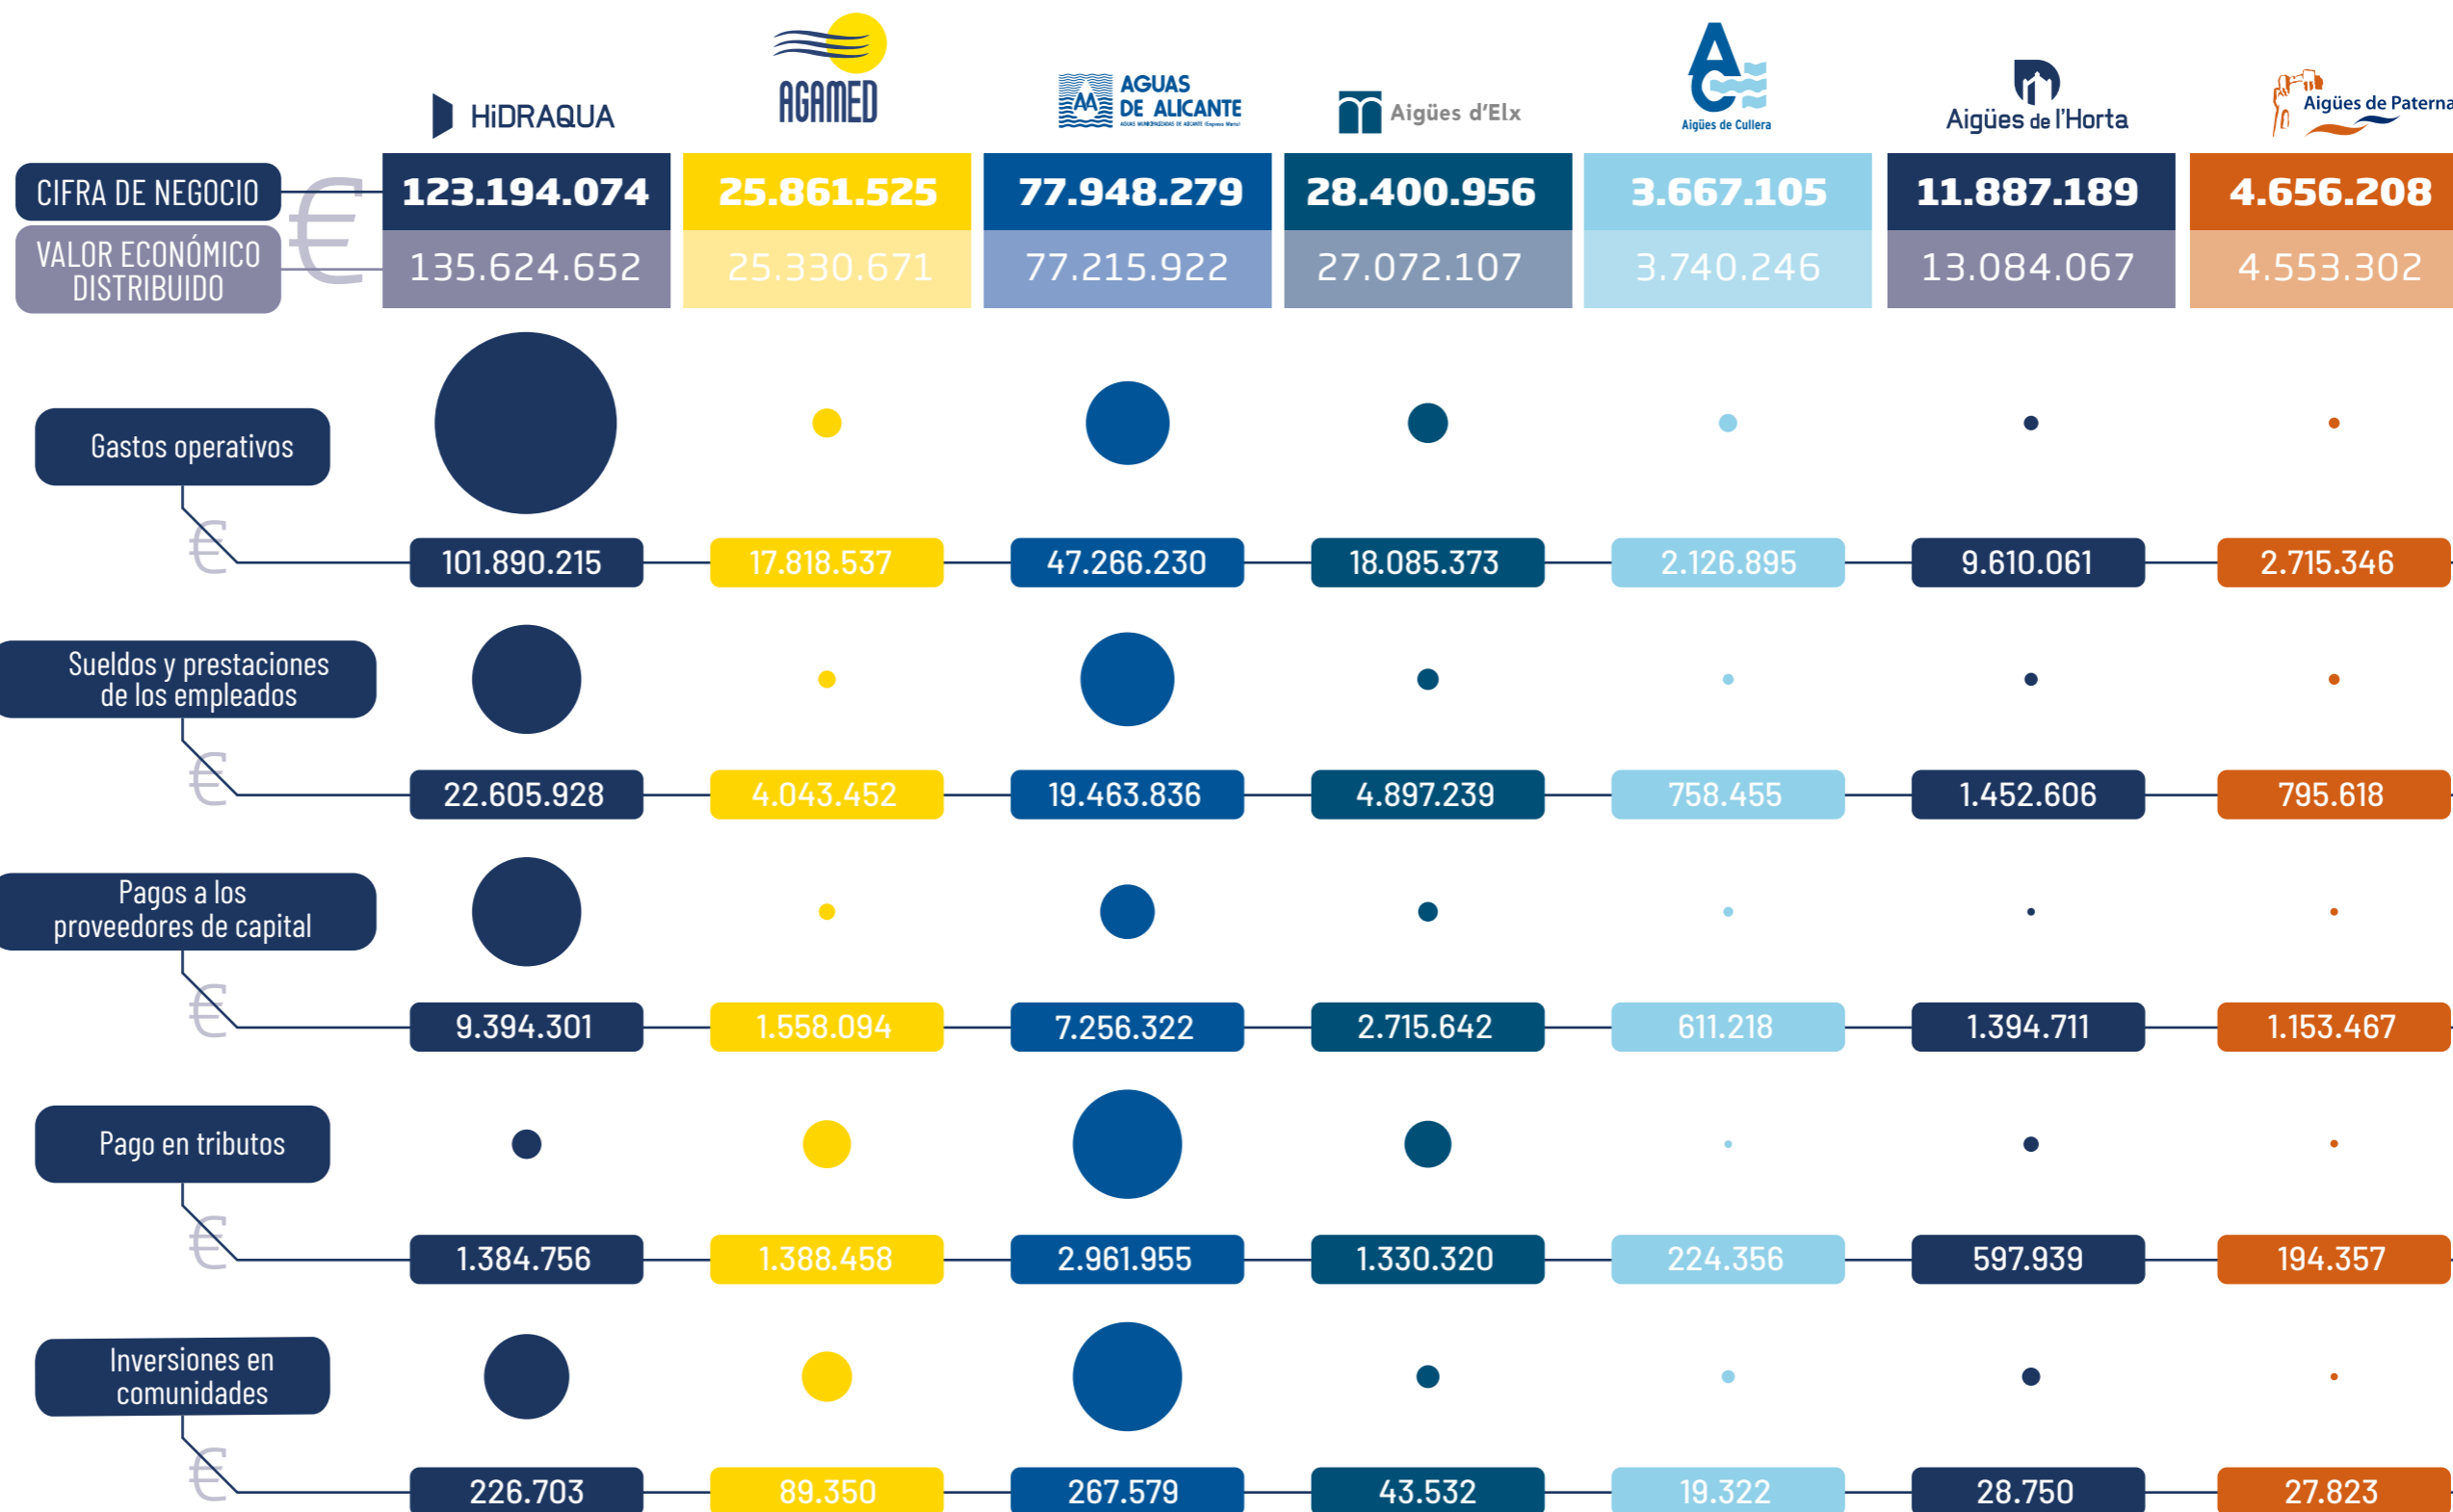 HiDRAQUA
AGAMED
AA
AGUAS
DE ALICANTE
AGUAS MUNICIPALIZADAS DE ALICANTE (Empresa Mixta)
Aigües d'Elx
AC
Aigües de Cullera
Aigües de l'Horta
Aigües de Paterna
CIFRA DE NEGOCIO € 123.194.074 25.861.525 77.948.279 28.400.956 3.667.105 11.887.189 4.656.208
VALOR ECONÓMICO
DISTRIBUIDO
135.624.652 25.330.671 77.215.922 27.072.107 3.740.246 13.084.067 4.553.302
Gastos operativos
€ 101.890.215 17.818.537 47.266.230 18.085.373 2.126.895 9.610.061 2.715.346
Sueldos y prestaciones
de los empleados
€ 22.605.928 4.043.452 19.463.836 4.897.239 758.455 1.452.606 795.618
Pagos a los
proveedores de capital
€ 9.394.301 1.558.094 7.256.322 2.715.642 611.218 1.394.711 1.153.467
Pago en tributos
€ 1.384.756 1.388.458 2.961.955 1.330.320 224.356 597.939 194.357
Inversiones en
comunidades
€ 226.703 89.350 267.579 43.532 19.322 28.750 27.823